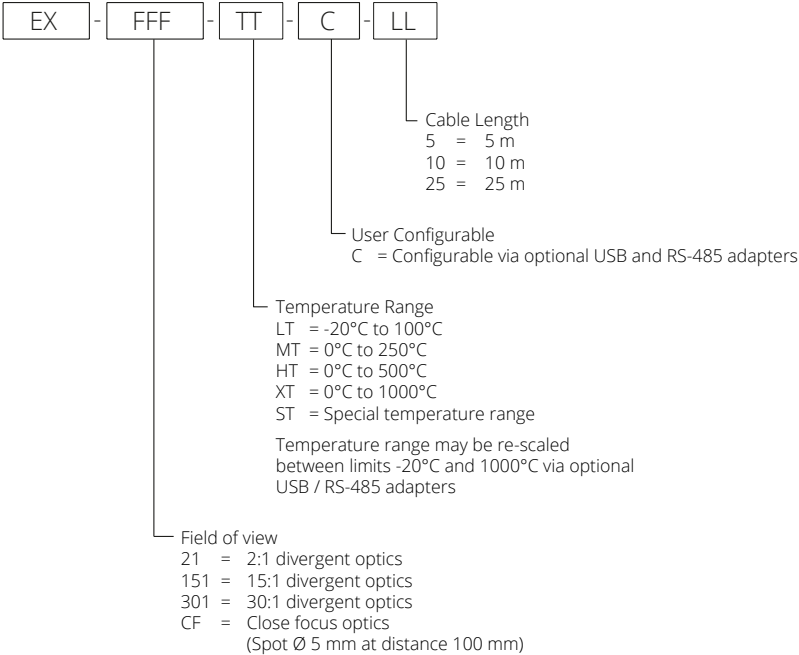 EX - FFF - TT - C - LL
Cable Length
5 = 5 m
10 = 10 m
25 = 25 m
User Configurable
C = Configurable via optional USB and RS-485 adapters
Temperature Range
LT = -20°C to 100°C
MT = 0°C to 250°C
HT = 0°C to 500°C
XT = 0°C to 1000°C
ST = Special temperature range
Temperature range may be re-scaled
between limits -20°C and 1000°C via optional
USB / RS-485 adapters
Field of view
21 = 2:1 divergent optics
151 = 15:1 divergent optics
301 = 30:1 divergent optics
CF = Close focus optics
(Spot Ø 5 mm at distance 100 mm)